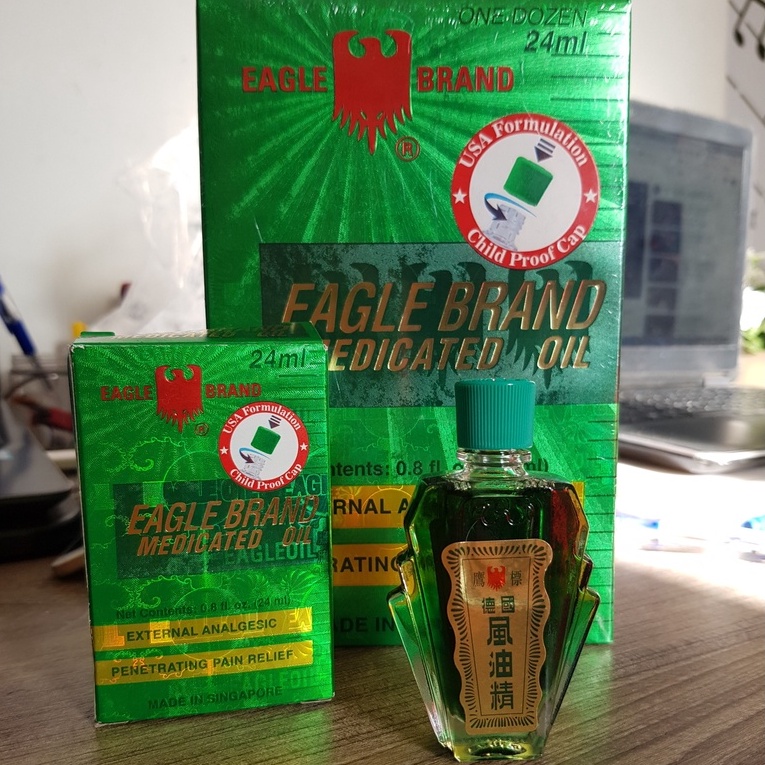 ONE DOZEN
24ml
EAGLE BRAND
®
USA Formulation
Child Proof Cap
EAGLE BRAND
MEDICATED OIL
24ml
EAGLE BRAND
®
USA Formulation
Child Proof Cap
EAGLE BRAND
MEDICATED OIL
Net Contents: 0.8 fl. oz. (24 ml)
EXTERNAL ANALGESIC
PENETRATING PAIN RELIEF
MADE IN SINGAPORE
鷹 標
德國
風油精